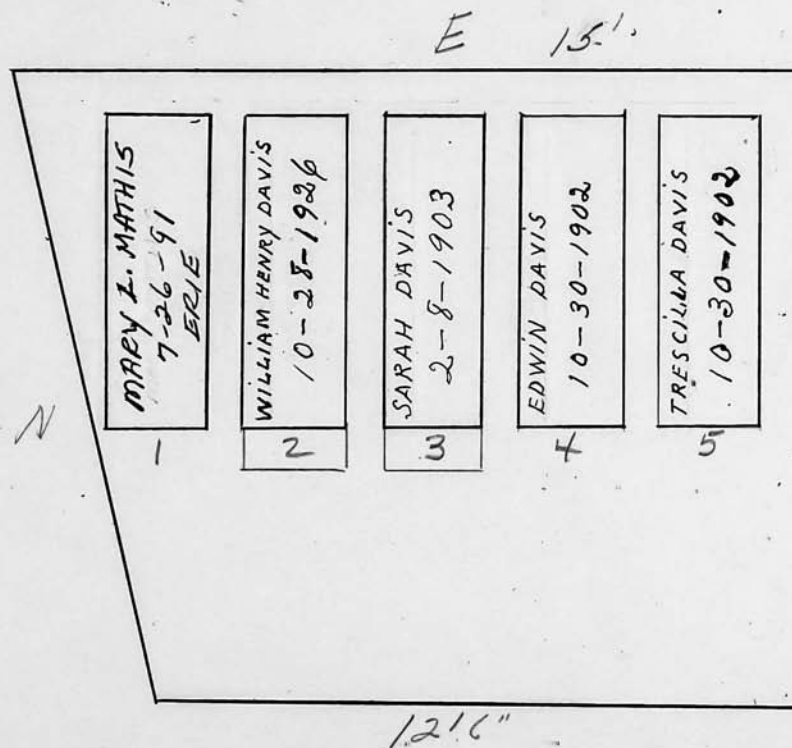 E 15'
MARY L. MATHIS
7-26-91
ERIE
WILLIAM HENRY DAVIS
10-28-1926
SARAH DAVIS
2-8-1903
EDWIN DAVIS
10-30-1902
TRESCILLA DAVIS
10-30-1902
N
1
2
3
4
5
12'6"